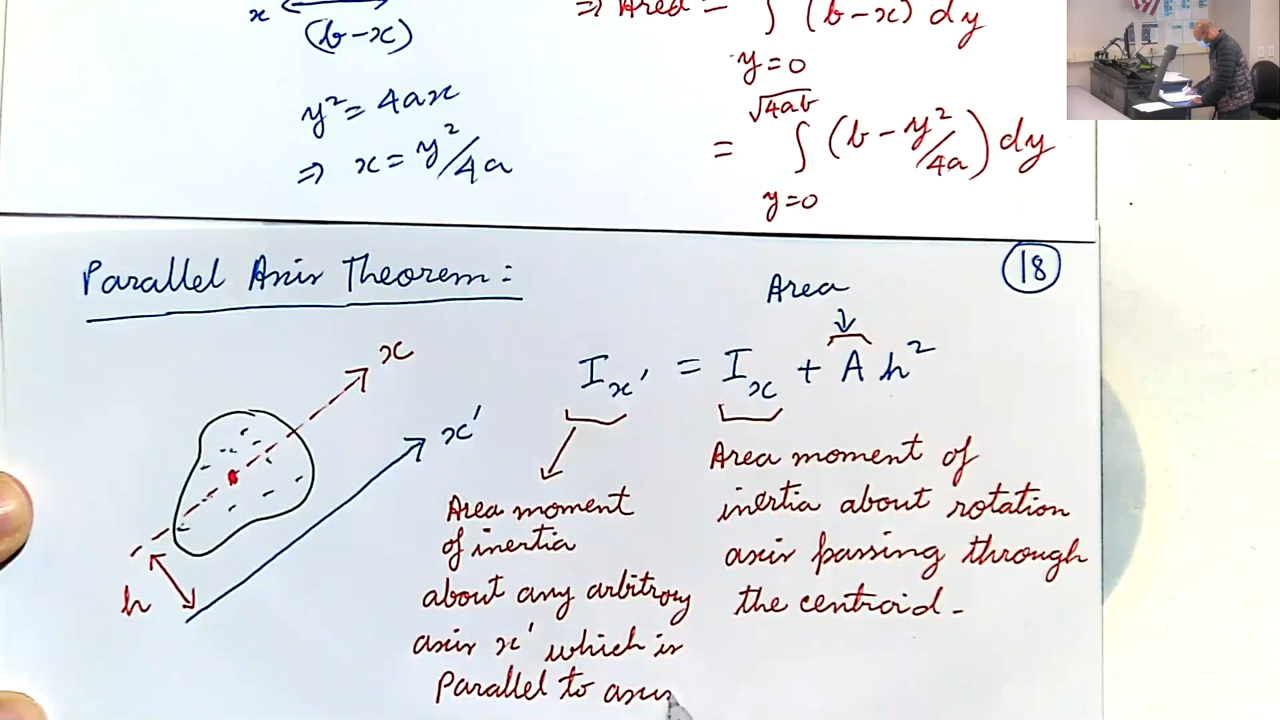 x
(b-x)
y² = 4ax
⇒ x = y²/4a
⇒ Area = ∫ (b-x) dy
y=0
√4ab
= ∫ (b - y²/4a) dy
y=0
18
Parallel Axis Theorem:
x
x'
h
Area
↓
I_x' = I_x + A h²
Area moment
of inertia
about any arbitrary
axis x' which is
Parallel to axis
Area moment of
inertia about rotation
axis passing through
the centroid-